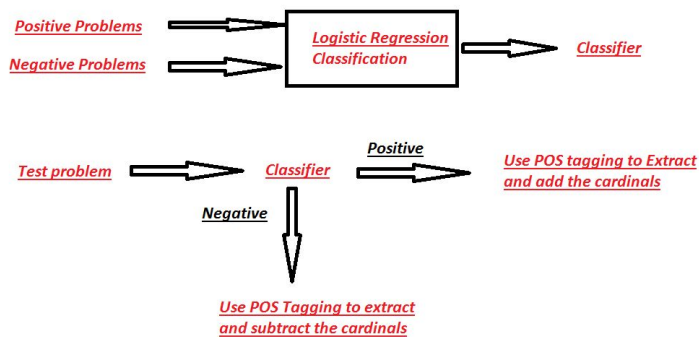 Positive Problems
Negative Problems
Logistic Regression
Classification
Classifier
Test problem
Classifier
Positive
Use POS tagging to Extract
and add the cardinals
Negative
Use POS Tagging to extract
and subtract the cardinals